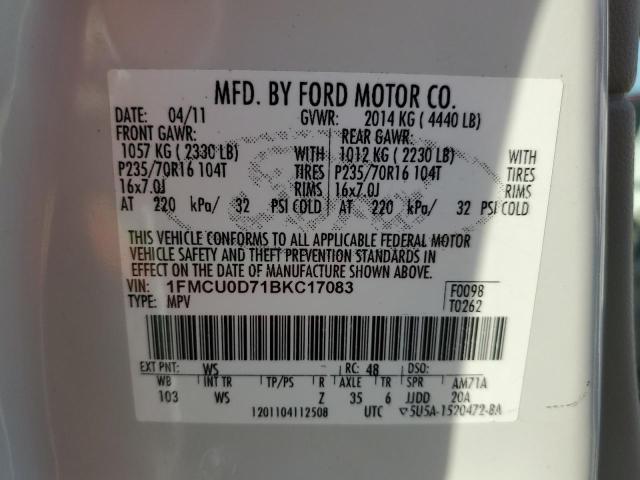 MFD. BY FORD MOTOR CO.
DATE: 04/11 GVWR: 2014 KG ( 4440 LB)
FRONT GAWR: REAR GAWR:
1057 KG ( 2330 LB) WITH 1012 KG ( 2230 LB) WITH
P235/70R16 104T TIRES P235/70R16 104T TIRES
16x7.0J RIMS 16x7.0J RIMS
AT 220 kPa/ 32 PSI COLD AT 220 kPa/ 32 PSI COLD
THIS VEHICLE CONFORMS TO ALL APPLICABLE FEDERAL MOTOR
VEHICLE SAFETY AND THEFT PREVENTION STANDARDS IN
EFFECT ON THE DATE OF MANUFACTURE SHOWN ABOVE.
VIN: 1FMCU0D71BKC17083 F0098
TYPE: MPV T0262
EXT PNT: WS RC: 48 DSO:
WB INT TR TP/PS R AXLE TR SPR AM71A
103 WS Z 35 6 JJDD 20A
1201104112508 UTC ▽5U5A-1520472-BA